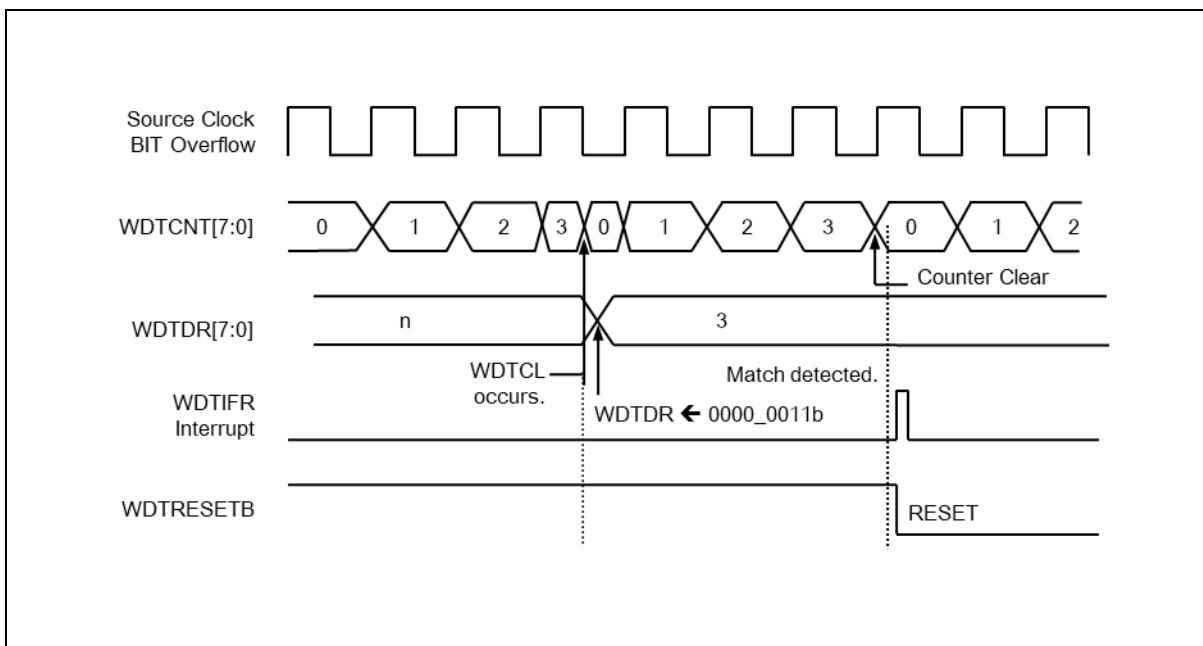 Source Clock
BIT Overflow
WDTCNT[7:0]
0 1 2 3 0 1 2 3 0 1 2
Counter Clear
WDTDR[7:0]
n 3
WDTCL
occurs.
Match detected.
WDTIFR
Interrupt
WDTDR 🡸 0000_0011b
WDTRESETB
RESET